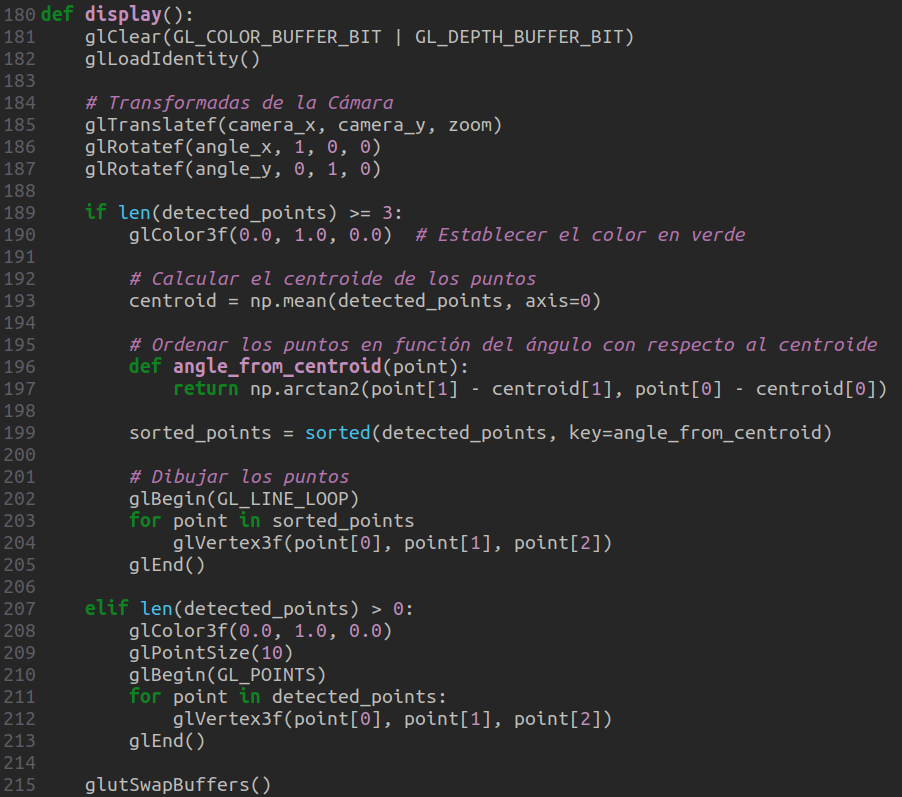 180 def display():
181     glClear(GL_COLOR_BUFFER_BIT | GL_DEPTH_BUFFER_BIT)
182     glLoadIdentity()
183
184     # Transformadas de la Cámara
185     glTranslatef(camera_x, camera_y, zoom)
186     glRotatef(angle_x, 1, 0, 0)
187     glRotatef(angle_y, 0, 1, 0)
188
189     if len(detected_points) >= 3:
190         glColor3f(0.0, 1.0, 0.0)  # Establecer el color en verde
191
192         # Calcular el centroide de los puntos
193         centroid = np.mean(detected_points, axis=0)
194
195         # Ordenar los puntos en función del ángulo con respecto al centroide
196         def angle_from_centroid(point):
197             return np.arctan2(point[1] - centroid[1], point[0] - centroid[0])
198
199         sorted_points = sorted(detected_points, key=angle_from_centroid)
200
201         # Dibujar los puntos
202         glBegin(GL_LINE_LOOP)
203         for point in sorted_points
204             glVertex3f(point[0], point[1], point[2])
205         glEnd()
206
207     elif len(detected_points) > 0:
208         glColor3f(0.0, 1.0, 0.0)
209         glPointSize(10)
210         glBegin(GL_POINTS)
211         for point in detected_points:
212             glVertex3f(point[0], point[1], point[2])
213         glEnd()
214
215     glutSwapBuffers()